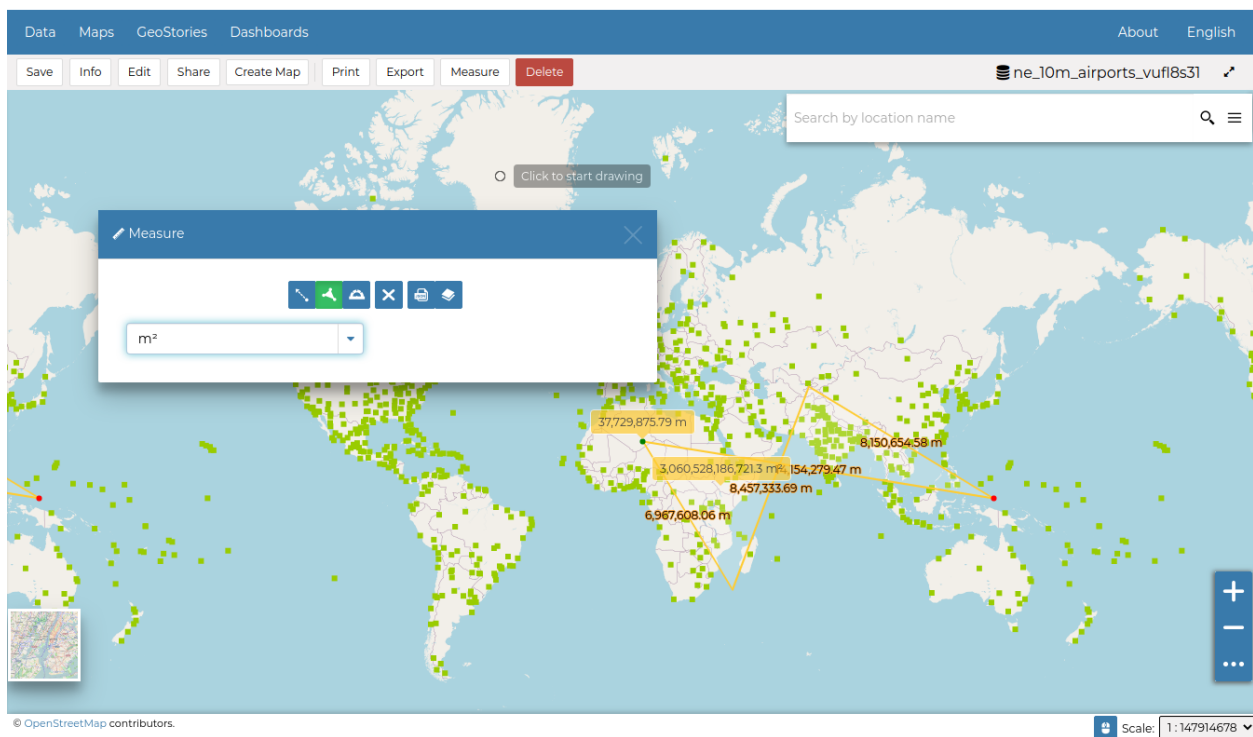 Data Maps GeoStories Dashboards About English
Save Info Edit Share Create Map Print Export Measure Delete ne_10m_airports_vufl8s31
Search by location name
Click to start drawing
Measure
m²
37,729,875.79 m
8,150,654.58 m
3,060,528,186,721.3 m² 154,279.47 m
8,457,333.69 m
6,967,608.06 m
© OpenStreetMap contributors.
Scale: 1 : 147914678